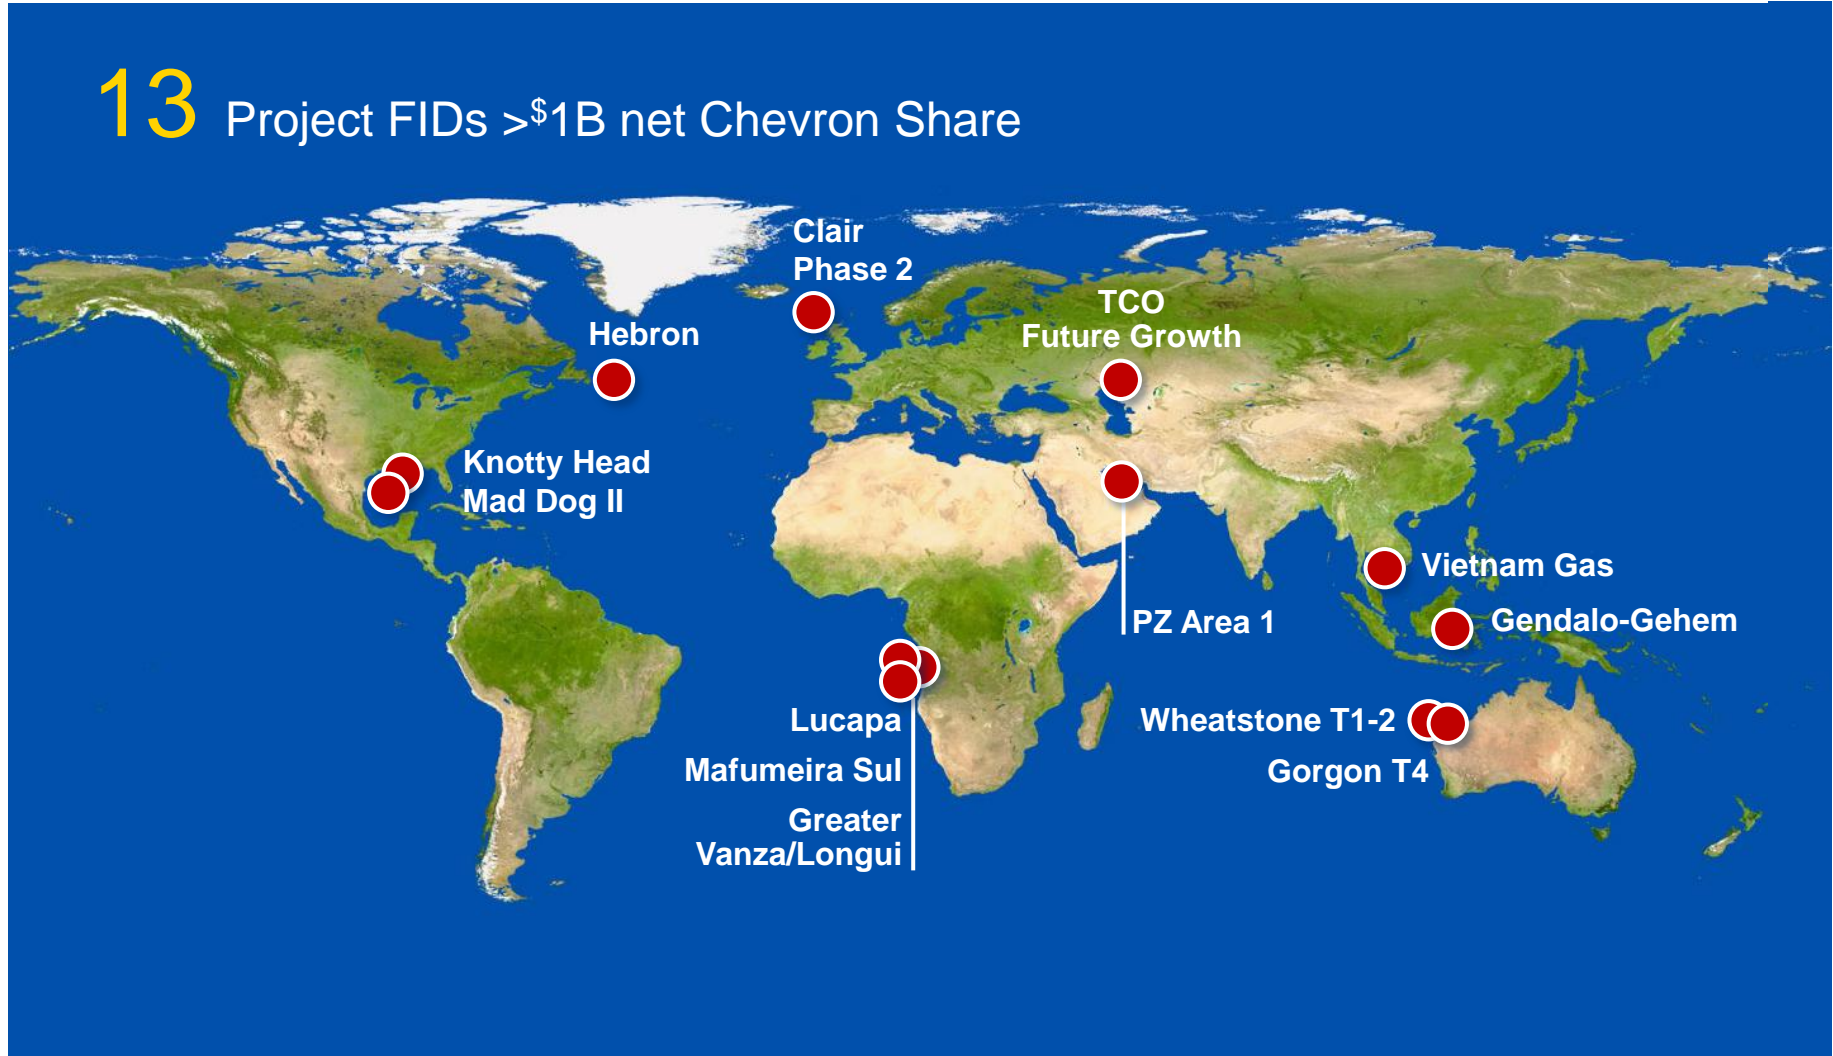 13 Project FIDs >$1B net Chevron Share
Clair
Phase 2
TCO
Future Growth
Hebron
Knotty Head
Mad Dog II
Vietnam Gas
PZ Area 1
Gendalo-Gehem
Lucapa
Wheatstone T1-2
Mafumeira Sul
Gorgon T4
Greater
Vanza/Longui